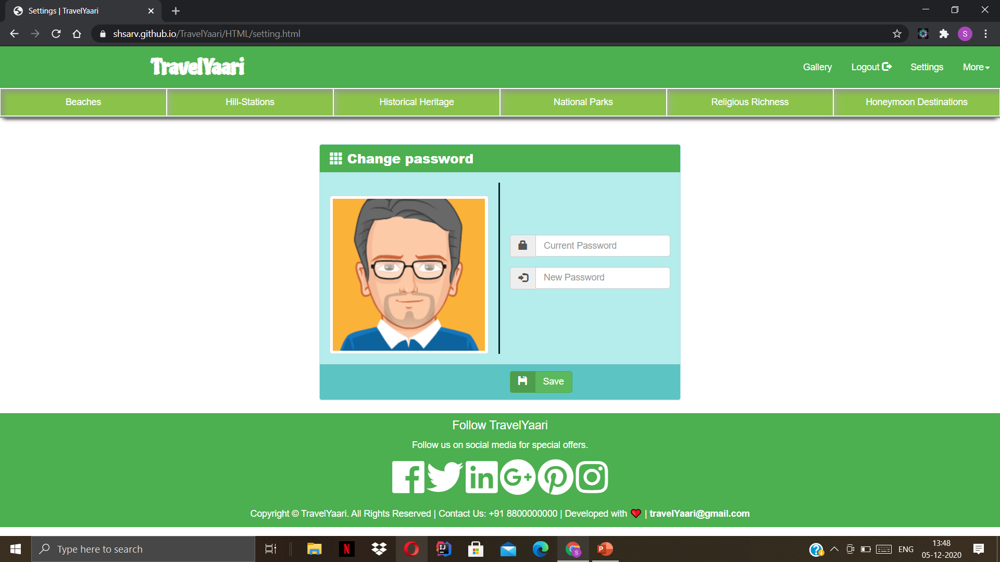 Settings | TravelYaari
shsarv.github.io/TravelYaari/HTML/setting.html
S
TravelYaari
Gallery
Logout
Settings
More
Beaches
Hill-Stations
Historical Heritage
National Parks
Religious Richness
Honeymoon Destinations
Change password
Current Password
New Password
Save
Follow TravelYaari
Follow us on social media for special offers.
Copyright © TravelYaari. All Rights Reserved | Contact Us: +91 8800000000 | Developed with ❤ | travelYaari@gmail.com
Type here to search
ENG
13:48
05-12-2020